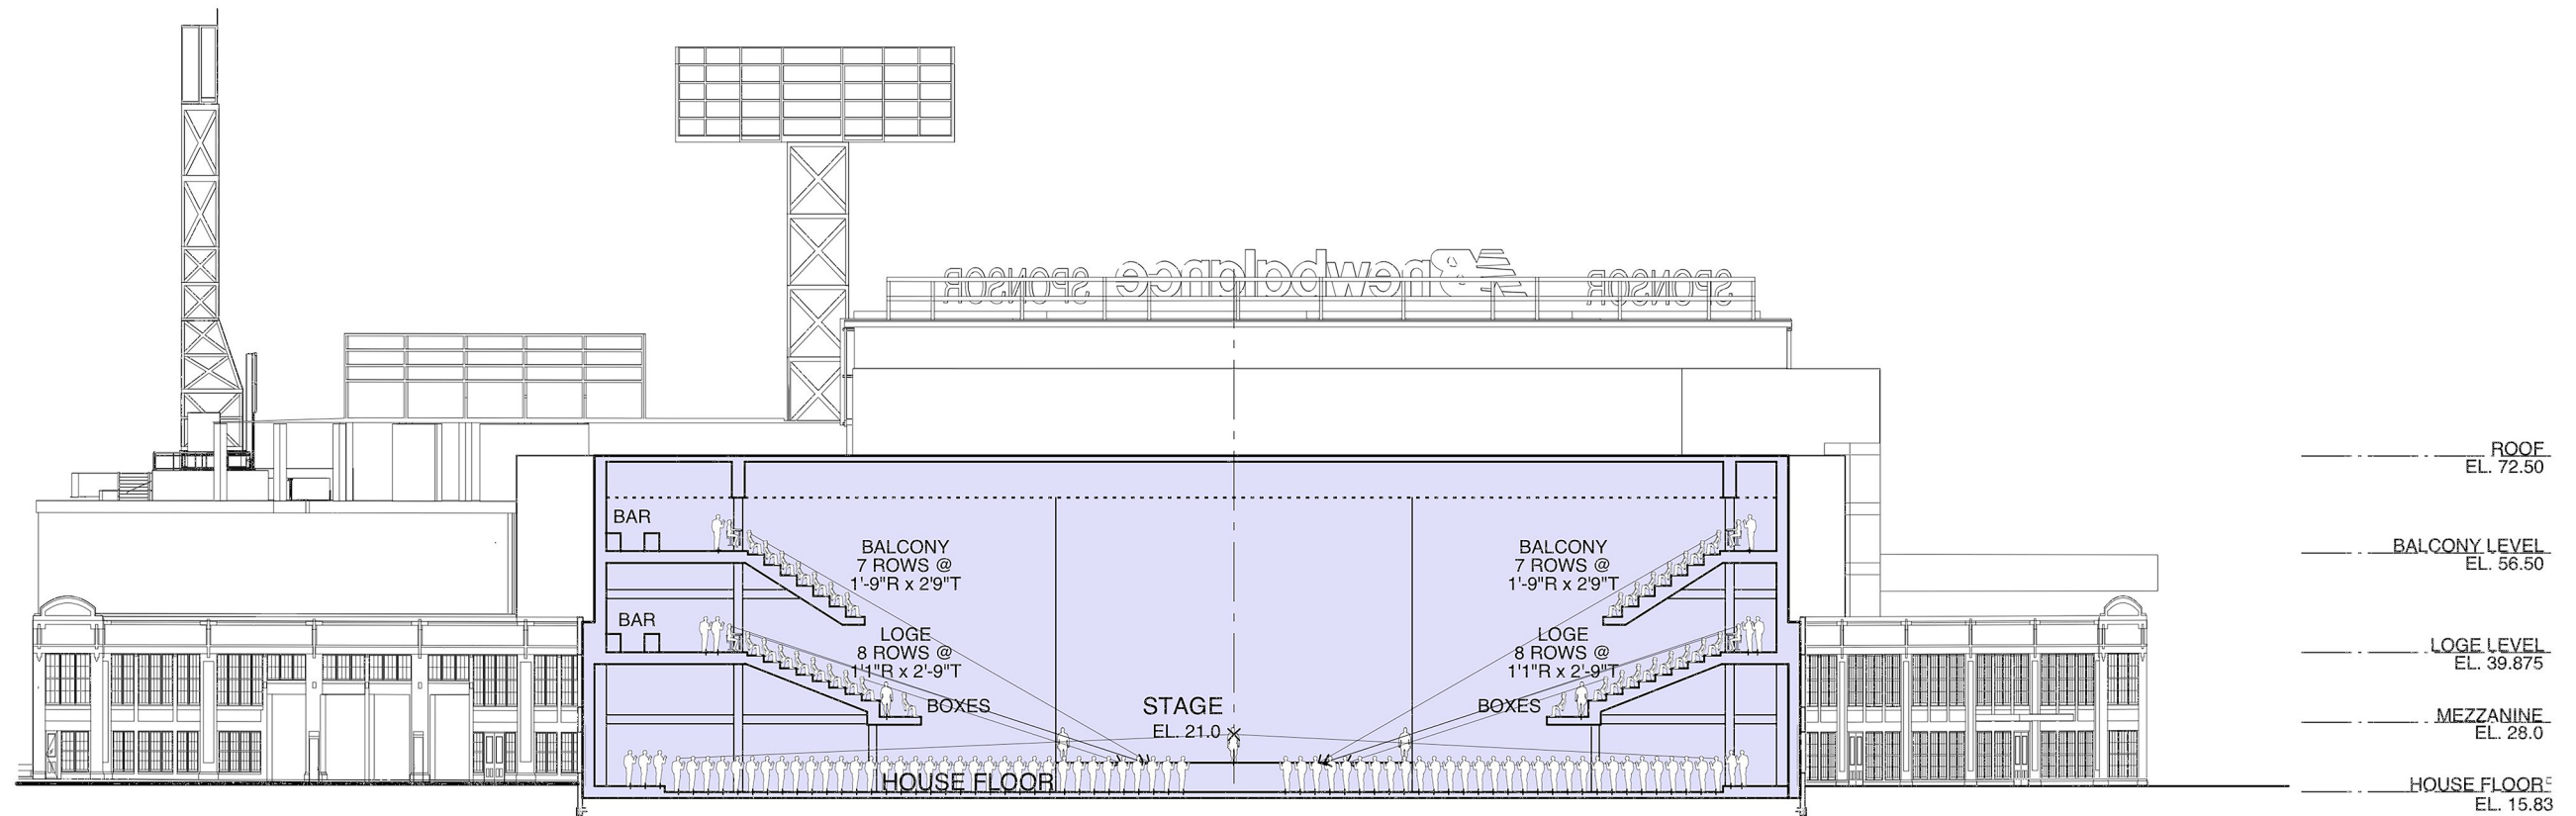 SPONSOR
SPONSOR
newbalance
SPONSOR
ROOF
EL. 72.50
BAR
BALCONY
7 ROWS @
1'-9"R x 2'9"T
BALCONY
7 ROWS @
1'-9"R x 2'9"T
BALCONY LEVEL
EL. 56.50
BAR
LOGE
8 ROWS @
1'1"R x 2'-9"T
LOGE
8 ROWS @
1'1"R x 2'-9"T
LOGE LEVEL
EL. 39.875
BOXES
STAGE
EL. 21.0
BOXES
MEZZANINE
EL. 28.0
HOUSE FLOOR
HOUSE FLOOR
EL. 15.83